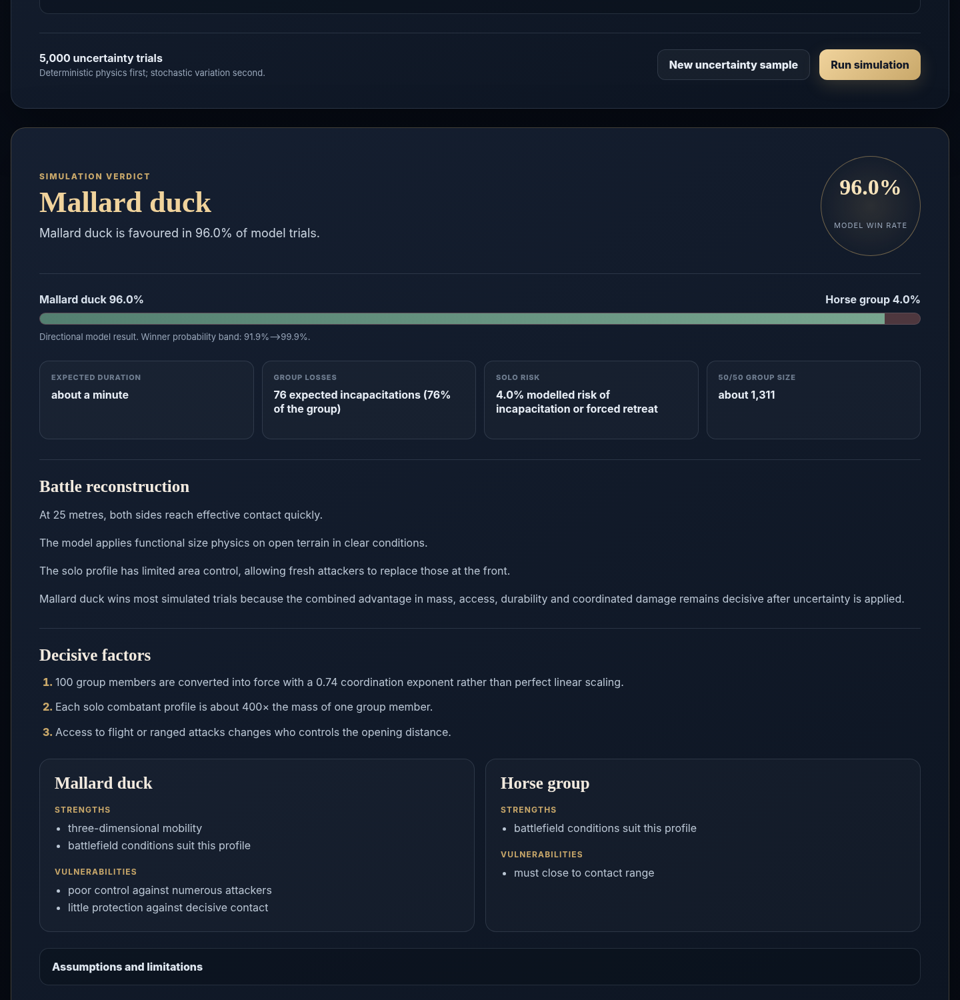 5,000 uncertainty trials
Deterministic physics first; stochastic variation second.
New uncertainty sample
Run simulation
SIMULATION VERDICT
Mallard duck
Mallard duck is favoured in 96.0% of model trials.
96.0%
MODEL WIN RATE
Mallard duck 96.0%
Horse group 4.0%
Directional model result. Winner probability band: 91.9%–>99.9%.
EXPECTED DURATION
about a minute
GROUP LOSSES
76 expected incapacitations (76%
of the group)
SOLO RISK
4.0% modelled risk of
incapacitation or forced retreat
50/50 GROUP SIZE
about 1,311
Battle reconstruction
At 25 metres, both sides reach effective contact quickly.
The model applies functional size physics on open terrain in clear conditions.
The solo profile has limited area control, allowing fresh attackers to replace those at the front.
Mallard duck wins most simulated trials because the combined advantage in mass, access, durability and coordinated damage remains decisive after uncertainty is applied.
Decisive factors
1. 100 group members are converted into force with a 0.74 coordination exponent rather than perfect linear scaling.
2. Each solo combatant profile is about 400× the mass of one group member.
3. Access to flight or ranged attacks changes who controls the opening distance.
Mallard duck
STRENGTHS
• three-dimensional mobility
• battlefield conditions suit this profile
VULNERABILITIES
• poor control against numerous attackers
• little protection against decisive contact
Horse group
STRENGTHS
• battlefield conditions suit this profile
VULNERABILITIES
• must close to contact range
Assumptions and limitations